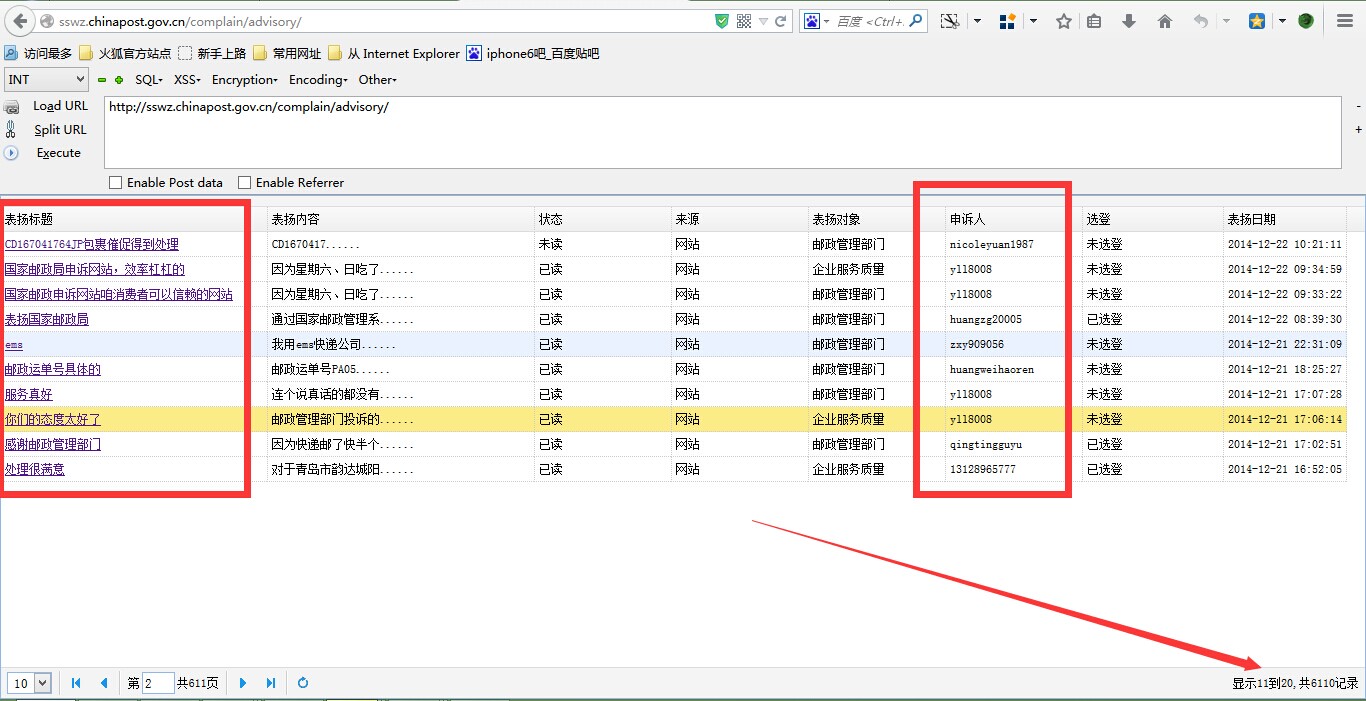 sswz.chinapost.gov.cn/complain/advisory/
百度 <Ctrl+.
访问最多 火狐官方站点 新手上路 常用网址 从 Internet Explorer iphone6吧_百度贴吧
INT SQL XSS Encryption Encoding Other
Load URL http://sswz.chinapost.gov.cn/complain/advisory/ -
Split URL +
Execute
Enable Post data Enable Referrer
表扬标题 表扬内容 状态 来源 表扬对象 申诉人 选登 表扬日期
CD167041764JP包裹催促得到处理 CD1670417...... 未读 网站 邮政管理部门 nicoleyuan1987 未选登 2014-12-22 10:21:11
国家邮政局申诉网站，效率杠杠的 因为星期六、日吃了...... 已读 网站 企业服务质量 yll8008 未选登 2014-12-22 09:34:59
国家邮政申诉网站咱消费者可以信赖的网站 因为星期六、日吃了...... 已读 网站 邮政管理部门 yll8008 未选登 2014-12-22 09:33:22
表扬国家邮政局 通过国家邮政管理系...... 已读 网站 邮政管理部门 huangzg20005 已选登 2014-12-22 08:39:30
ems 我用ems快递公司...... 已读 网站 邮政管理部门 zxy909056 未选登 2014-12-21 22:31:09
邮政运单号具体的 邮政运单号PA05...... 已读 网站 邮政管理部门 huangweihaoren 未选登 2014-12-21 18:25:27
服务真好 连个说真话的都没有...... 已读 网站 邮政管理部门 yll8008 未选登 2014-12-21 17:07:28
你们的态度太好了 邮政管理部门投诉的...... 已读 网站 企业服务质量 yll8008 未选登 2014-12-21 17:06:14
感谢邮政管理部门 因为快递邮了快半个...... 已读 网站 邮政管理部门 qingtingguyu 已选登 2014-12-21 17:02:51
处理很满意 对于青岛市韵达城阳...... 已读 网站 企业服务质量 13128965777 已选登 2014-12-21 16:52:05
10 第 2 共611页 显示11到20,共6110记录